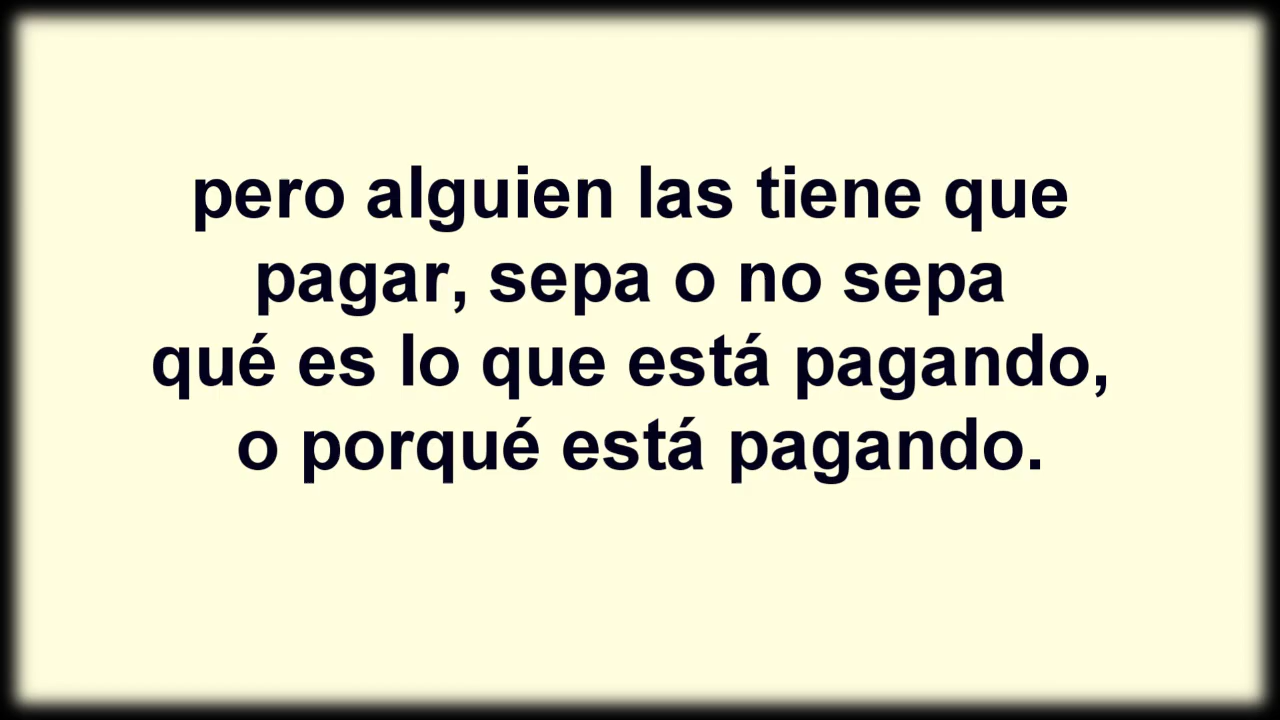 pero alguien las tiene que
pagar, sepa o no sepa
qué es lo que está pagando,
o porqué está pagando.